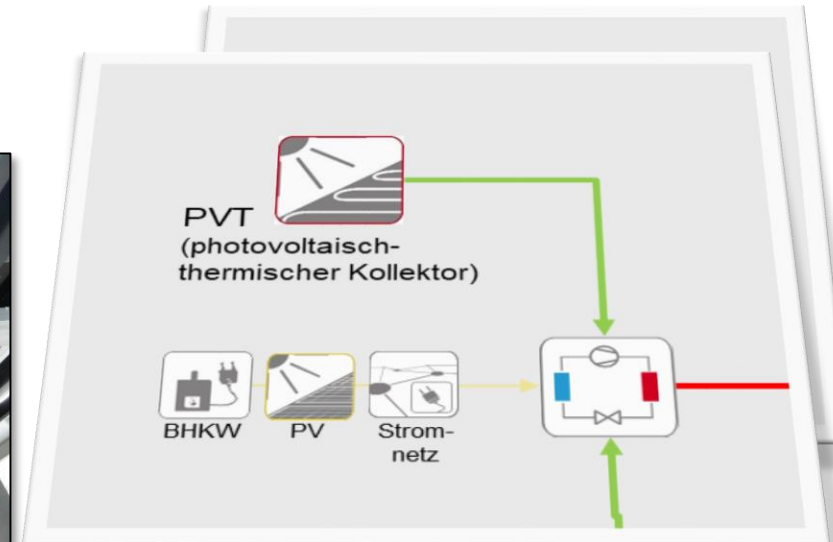 PVT
(photovoltaisch-
thermischer Kollektor)
BHKW
PV
Strom-
netz